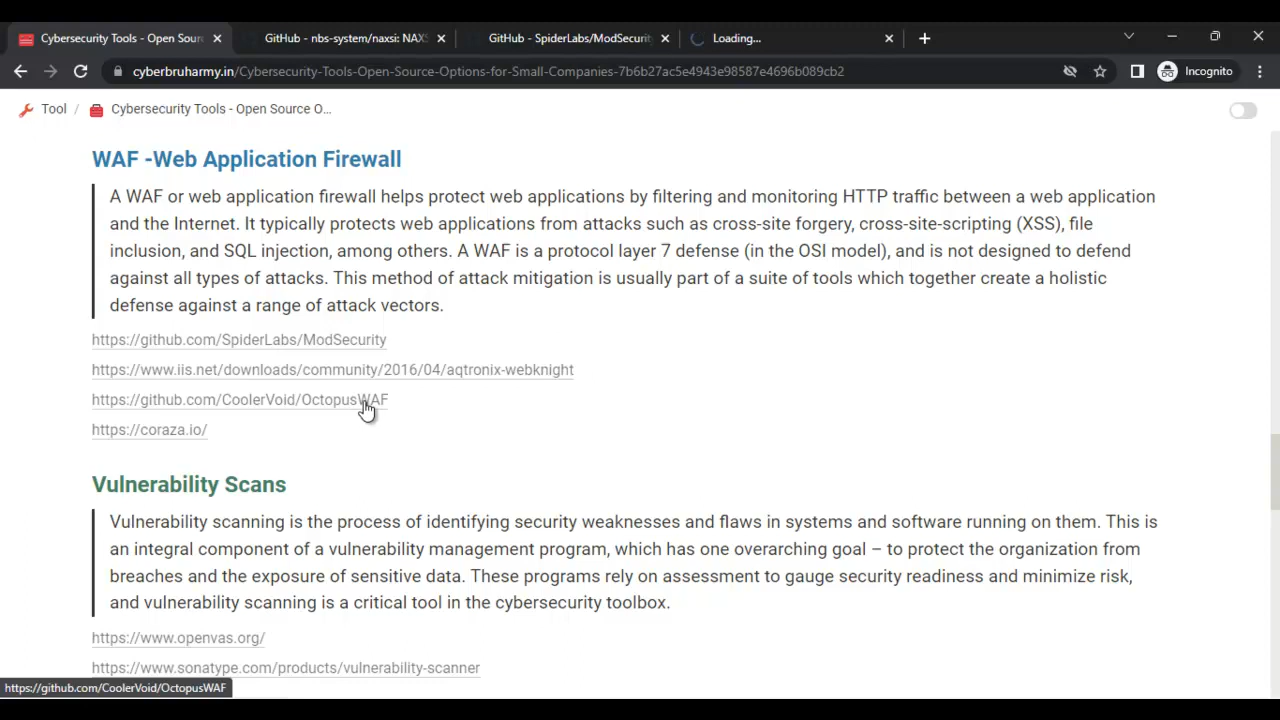 Cybersecurity Tools - Open Sour
GitHub - nbs-system/naxsi: NAXS
GitHub - SpiderLabs/ModSecurit
Loading...
cyberbruharmy.in/Cybersecurity-Tools-Open-Source-Options-for-Small-Companies-7b6b27ac5e4943e98587e4696b089cb2
Incognito
Tool / Cybersecurity Tools - Open Source O...
WAF -Web Application Firewall
A WAF or web application firewall helps protect web applications by filtering and monitoring HTTP traffic between a web application
and the Internet. It typically protects web applications from attacks such as cross-site forgery, cross-site-scripting (XSS), file
inclusion, and SQL injection, among others. A WAF is a protocol layer 7 defense (in the OSI model), and is not designed to defend
against all types of attacks. This method of attack mitigation is usually part of a suite of tools which together create a holistic
defense against a range of attack vectors.
https://github.com/SpiderLabs/ModSecurity
https://www.iis.net/downloads/community/2016/04/aqtronix-webknight
https://github.com/CoolerVoid/OctopusWAF
https://coraza.io/
Vulnerability Scans
Vulnerability scanning is the process of identifying security weaknesses and flaws in systems and software running on them. This is
an integral component of a vulnerability management program, which has one overarching goal – to protect the organization from
breaches and the exposure of sensitive data. These programs rely on assessment to gauge security readiness and minimize risk,
and vulnerability scanning is a critical tool in the cybersecurity toolbox.
https://www.openvas.org/
https://www.sonatype.com/products/vulnerability-scanner
https://github.com/CoolerVoid/OctopusWAF